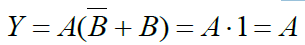 Y = A(B̅ + B) = A · 1 = A̅